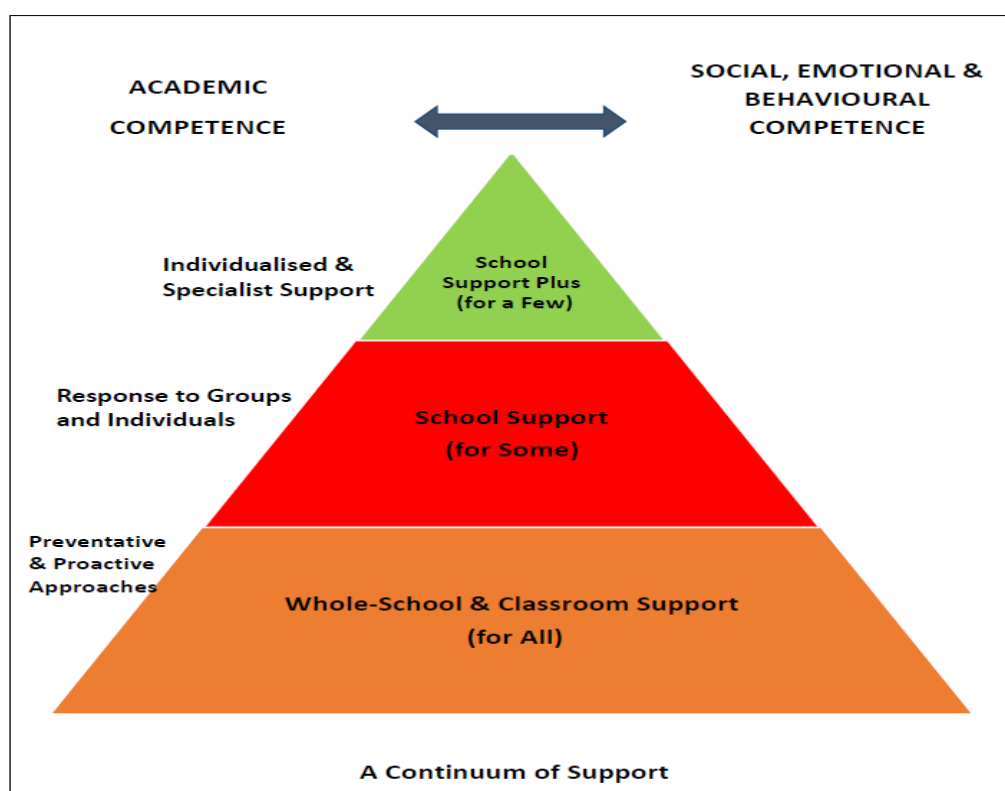 ACADEMIC
COMPETENCE
SOCIAL, EMOTIONAL &
BEHAVIOURAL
COMPETENCE
Individualised &
Specialist Support
School
Support Plus
(for a Few)
Response to Groups
and Individuals
School Support
(for Some)
Preventative
& Proactive
Approaches
Whole-School & Classroom Support
(for All)
A Continuum of Support